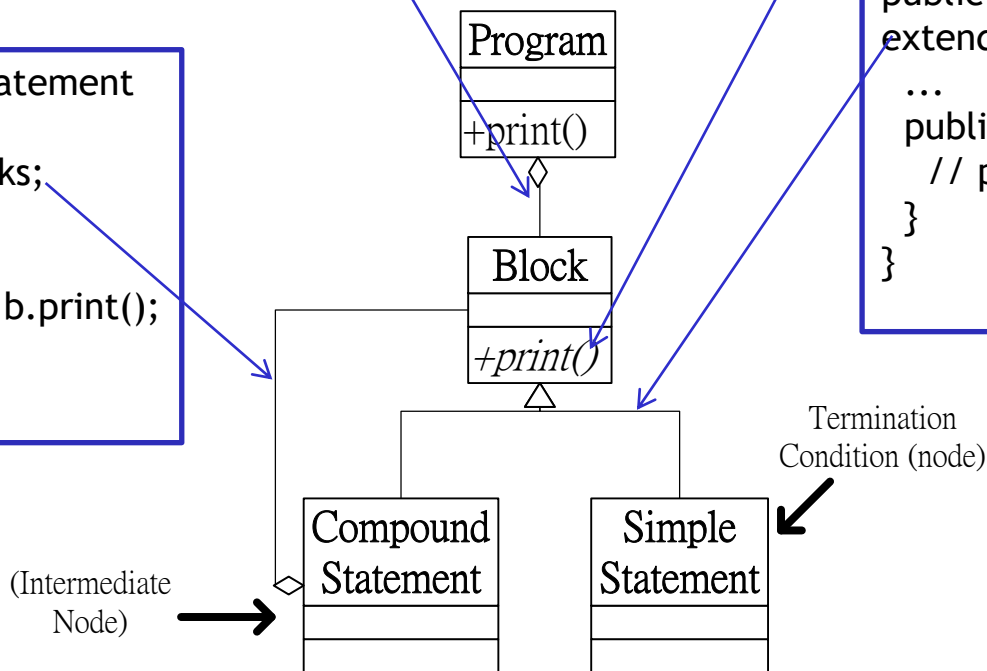 Program
+print()
atement
ks;
b.print();
Block
+print()
public
extend
...
publi
// p
}
}
Termination
Condition (node)
Compound
Statement
Simple
Statement
(Intermediate
Node)